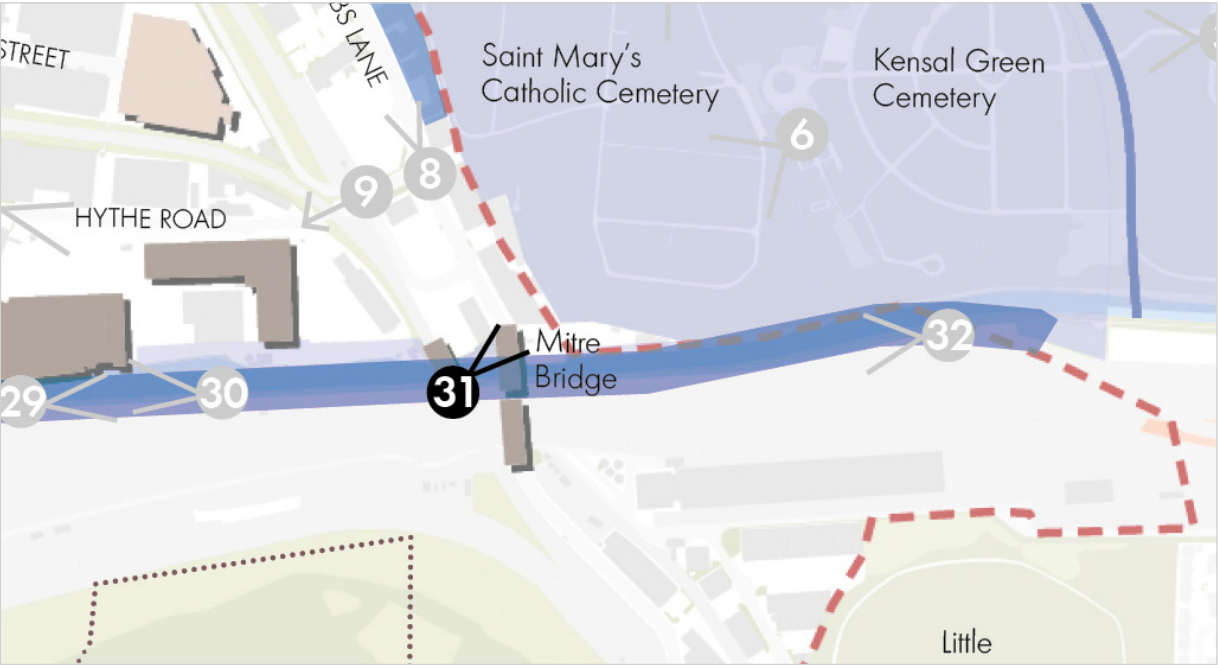 STREET
BS LANE
Saint Mary's
Catholic Cemetery
Kensal Green
Cemetery
6
8
9
HYTHE ROAD
Mitre
Bridge
32
31
30
29
Little